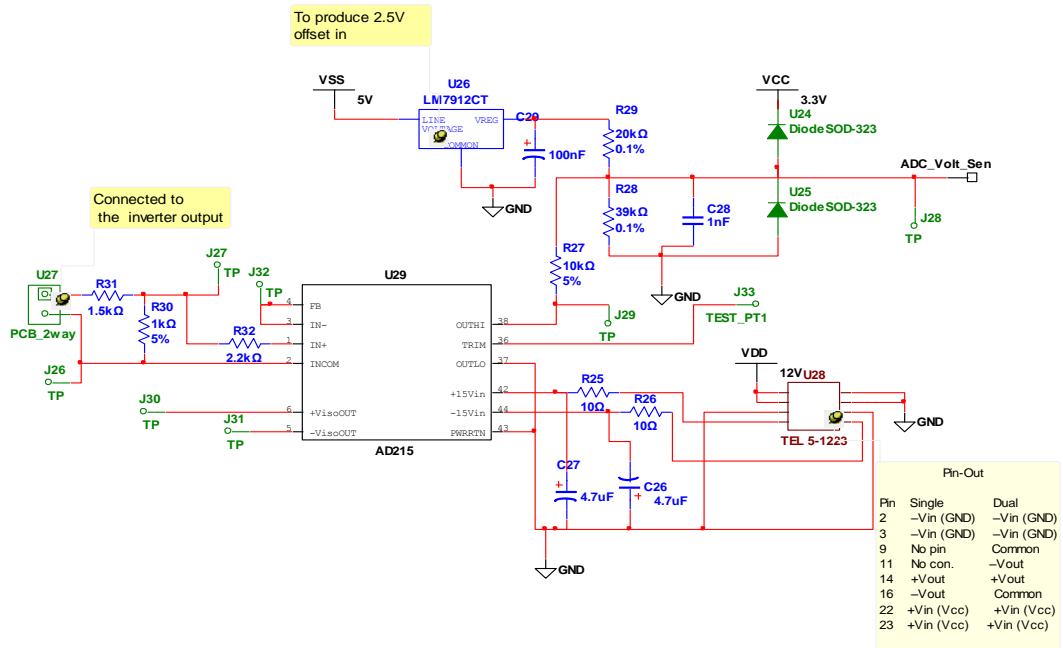 To produce 2.5V
offset in
VSS
5V
U26
LM7912CT
LINE
VOLTAGE
VREG
COMMON
C29
100nF
R29
20kΩ
0.1%
VCC
3.3V
U24
DiodeSOD-323
ADC_Volt_Sen
R28
39kΩ
0.1%
C28
1nF
U25
DiodeSOD-323
J28
TP
GND
Connected to
the inverter output
R27
10kΩ
5%
GND
J27
TP
J32
TP
U29
U27
R31
1.5kΩ
R30
1kΩ
5%
PCB_2way
R32
2.2kΩ
J26
TP
4
FB
3
IN-
1
IN+
2
INCOM
6
+VisoOUT
5
-VisoOUT
OUTHI
38
TRIM
36
OUTLO
37
+15Vin
42
-15Vin
44
PWRRTN
43
AD215
J29
TP
J33
TEST_PT1
J30
TP
J31
TP
R25
10Ω
R26
10Ω
VDD
12V
U28
TEL 5-1223
GND
C27
4.7uF
C26
4.7uF
GND
Pin-Out
Pin Single Dual
2 –Vin (GND) –Vin (GND)
3 –Vin (GND) –Vin (GND)
9 No pin Common
11 No con. –Vout
14 +Vout +Vout
16 –Vout Common
22 +Vin (Vcc) +Vin (Vcc)
23 +Vin (Vcc) +Vin (Vcc)